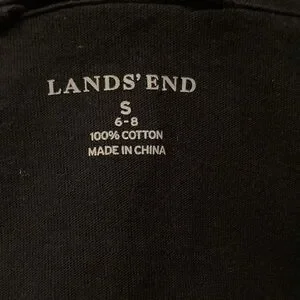 LANDS' END
S
6-8
100% COTTON
MADE IN CHINA